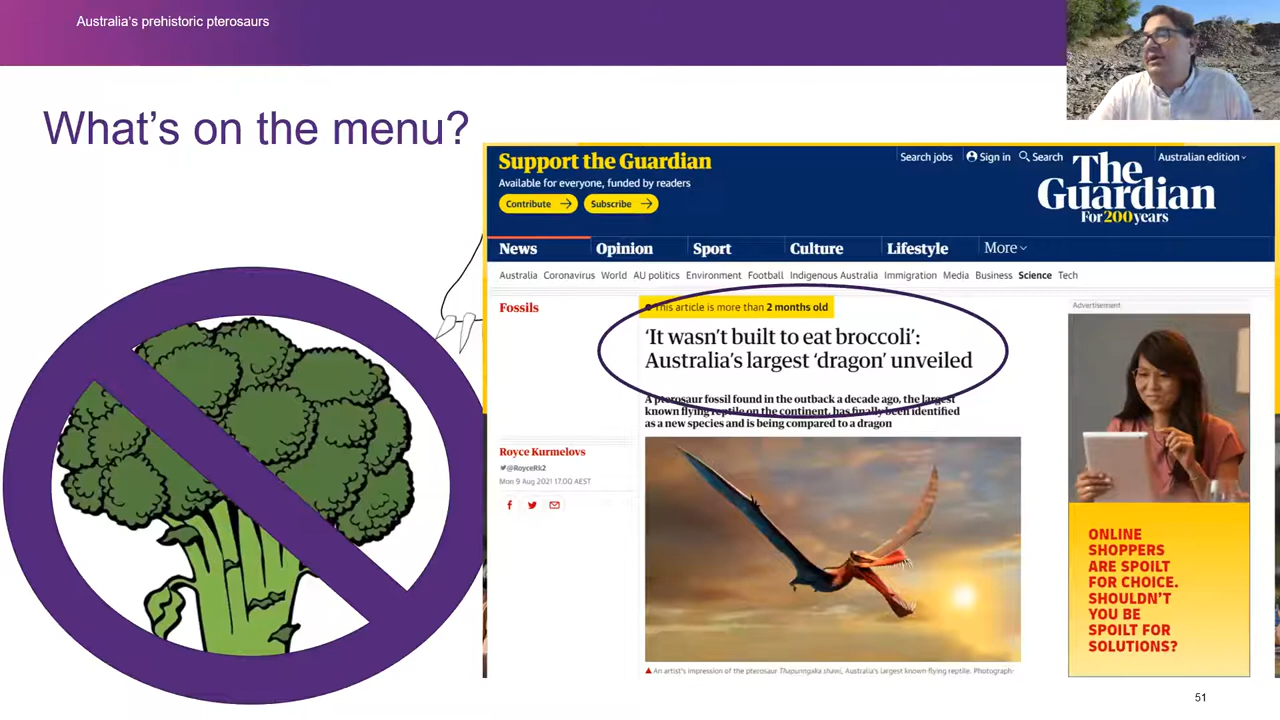 Australia's prehistoric pterosaurs
What's on the menu?
Support the Guardian
Available for everyone, funded by readers
Contribute
Subscribe
Search jobs
Sign in
Search
Australian edition
The
Guardian
For 200 years
News Opinion Sport Culture Lifestyle More
Australia Coronavirus World AU politics Environment Football Indigenous Australia Immigration Media Business Science Tech
Fossils
This article is more than 2 months old
‘It wasn’t built to eat broccoli’:
Australia’s largest ‘dragon’ unveiled
A pterosaur fossil found in the outback a decade ago, the largest
known flying reptile on the continent, has finally been identified
as a new species and is being compared to a dragon
Royce Kurmelovs
@RoyceRk2
Mon 9 Aug 2021 17.00 AEST
An artist's impression of the pterosaur Thapunngaka shawi, Australia's largest known flying reptile. Photograph
Advertisement
ONLINE
SHOPPERS
ARE SPOILT
FOR CHOICE.
SHOULDN'T
YOU BE
SPOILT FOR
SOLUTIONS?
51